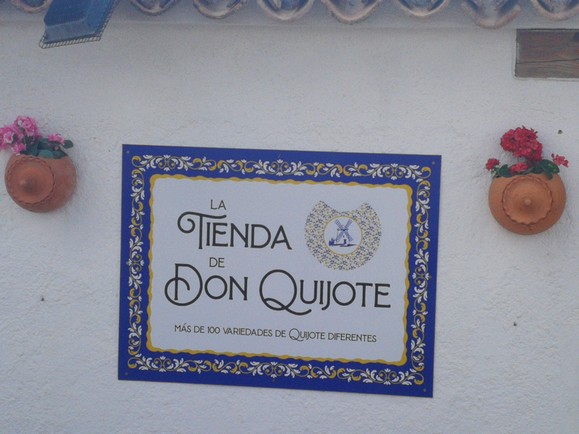 LA
TIENDA
DE
DON QUIJOTE
MÁS DE 100 VARIEDADES DE QUIJOTE DIFERENTES